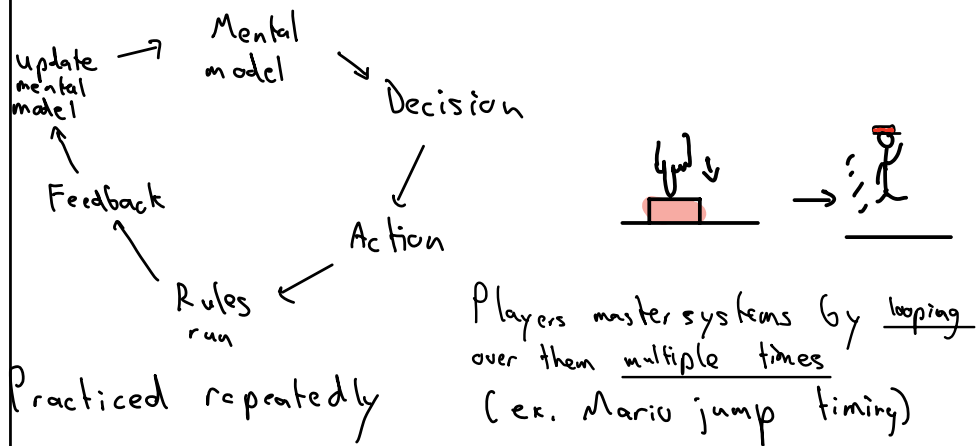 Mental
model
Decision
Action
Rules
run
Feedback
update
mental
model
Practiced repeatedly
Players master systems by looping
over them multiple times
(ex. Mario jump timing)